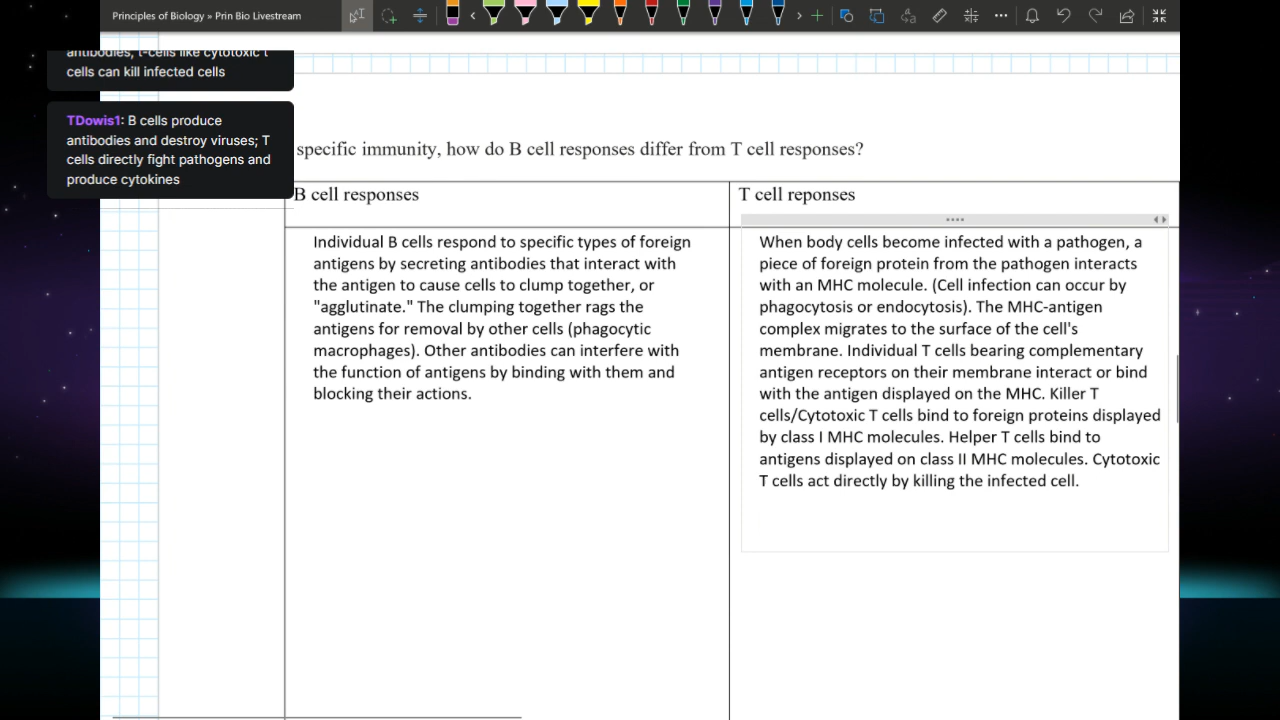 Principles of Biology » Prin Bio Livestream
antibodies, t-cells like cytotoxic t
cells can kill infected cells
TDowis1: B cells produce
antibodies and destroy viruses; T
cells directly fight pathogens and
produce cytokines
specific immunity, how do B cell responses differ from T cell responses?
B cell responses
Individual B cells respond to specific types of foreign
antigens by secreting antibodies that interact with
the antigen to cause cells to clump together, or
"agglutinate." The clumping together rags the
antigens for removal by other cells (phagocytic
macrophages). Other antibodies can interfere with
the function of antigens by binding with them and
blocking their actions.
T cell reponses
When body cells become infected with a pathogen, a
piece of foreign protein from the pathogen interacts
with an MHC molecule. (Cell infection can occur by
phagocytosis or endocytosis). The MHC-antigen
complex migrates to the surface of the cell's
membrane. Individual T cells bearing complementary
antigen receptors on their membrane interact or bind
with the antigen displayed on the MHC. Killer T
cells/Cytotoxic T cells bind to foreign proteins displayed
by class I MHC molecules. Helper T cells bind to
antigens displayed on class II MHC molecules. Cytotoxic
T cells act directly by killing the infected cell.